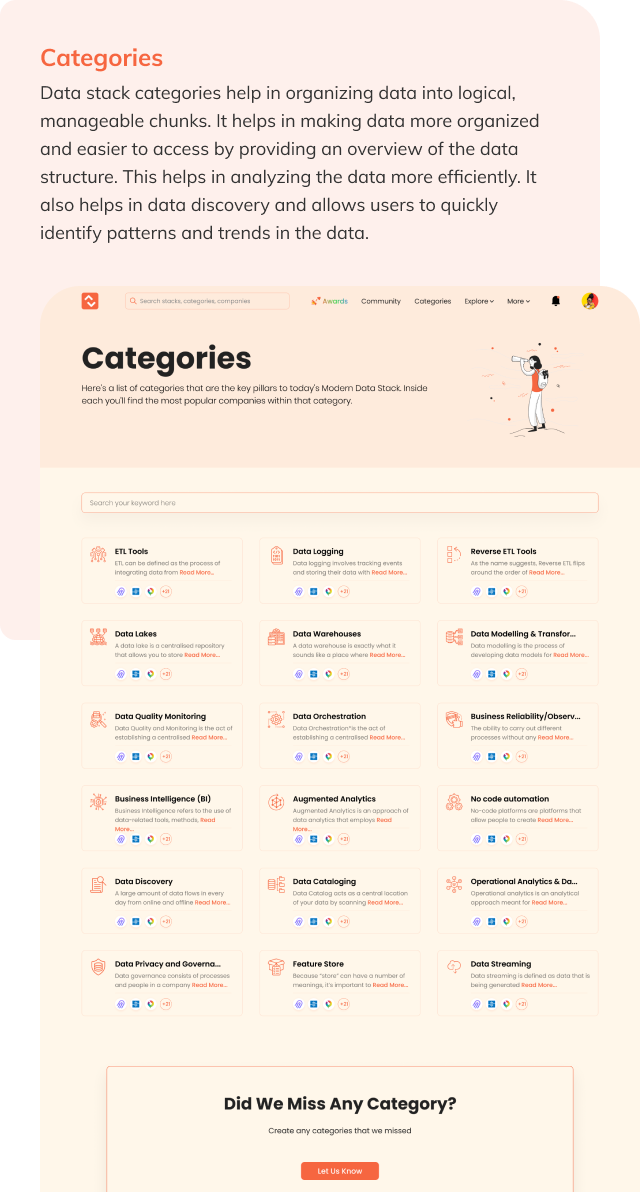 Categories
Data stack categories help in organizing data into logical,
manageable chunks. It helps in making data more organized
and easier to access by providing an overview of the data
structure. This helps in analyzing the data more efficiently. It
also helps in data discovery and allows users to quickly
identify patterns and trends in the data.
Search stacks, categories, companies
Awards
Community
Categories
Explore
More
Categories
Here's a list of categories that are the key pillars to today's Modern Data Stack. Inside
each you'll find the most popular companies within that category.
Search your keyword here
ETL Tools
ETL can be defined as the process of
integrating data from Read More...
+21
Data Logging
Data logging involves tracking events
and storing their data with Read More...
+21
Reverse ETL Tools
As the name suggests, Reverse ETL flips
around the order of Read More...
+21
Data Lakes
A data lake is a centralised repository
that allows you to store Read More...
+21
Data Warehouses
A data warehouse is exactly what it
sounds like a place where Read More...
+21
Data Modelling & Transfor...
Data modelling is the process of
developing data models for Read More...
+21
Data Quality Monitoring
Data Quality and Monitoring is the act of
establishing a centralised Read More...
+21
Data Orchestration
Data Orchestration"is the act of
establishing a centralised Read More...
+21
Business Reliability/Observ...
The ability to carry out different
processes without any Read More...
+21
Business Intelligence (BI)
Business intelligence refers to the use of
data-related tools, methods, Read
More...
+21
Augmented Analytics
Augmented Analytics is an approach of
data analytics that employs Read
More...
+21
No code automation
No-code platforms are platforms that
allow people to create Read More...
+21
Data Discovery
A large amount of data flows in every
day from online and offline Read More...
+21
Data Cataloging
Data Catalog acts as a central location
of your data by scanning Read More...
+21
Operational Analytics & Da...
Operational analytics is an analytical
approach meant for Read More...
+21
Data Privacy and Governa...
Data governance consists of processes
and people in a company Read More...
+21
Feature Store
Because "store" can have a number of
meanings, it's important to Read More...
+21
Data Streaming
Data streaming is defined as data that is
being generated Read More...
+21
Did We Miss Any Category?
Create any categories that we missed
Let Us Know